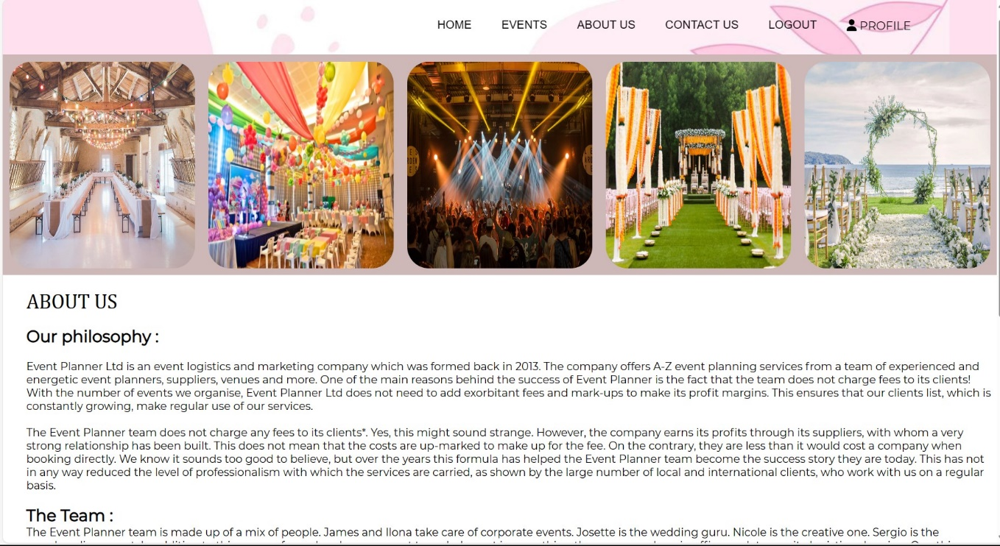 HOME EVENTS ABOUT US CONTACT US LOGOUT PROFILE
ABOUT US
Our philosophy :
Event Planner Ltd is an event logistics and marketing company which was formed back in 2013. The company offers A-Z event planning services from a team of experienced and
energetic event planners, suppliers, venues and more. One of the main reasons behind the success of Event Planner is the fact that the team does not charge fees to its clients!
With the number of events we organise, Event Planner Ltd does not need to add exorbitant fees and mark-ups to make its profit margins. This ensures that our clients list, which is
constantly growing, make regular use of our services.
The Event Planner team does not charge any fees to its clients*. Yes, this might sound strange. However, the company earns its profits through its suppliers, with whom a very
strong relationship has been built. This does not mean that the costs are up-marked to make up for the fee. On the contrary, they are less than it would cost a company when
booking directly. We know it sounds too good to believe, but over the years this formula has helped the Event Planner team become the success story they are today. This has not
in any way reduced the level of professionalism with which the services are carried, as shown by the large number of local and international clients, who work with us on a regular
basis.
The Team :
The Event Planner team is made up of a mix of people. James and Ilona take care of corporate events. Josette is the wedding guru. Nicole is the creative one. Sergio is the